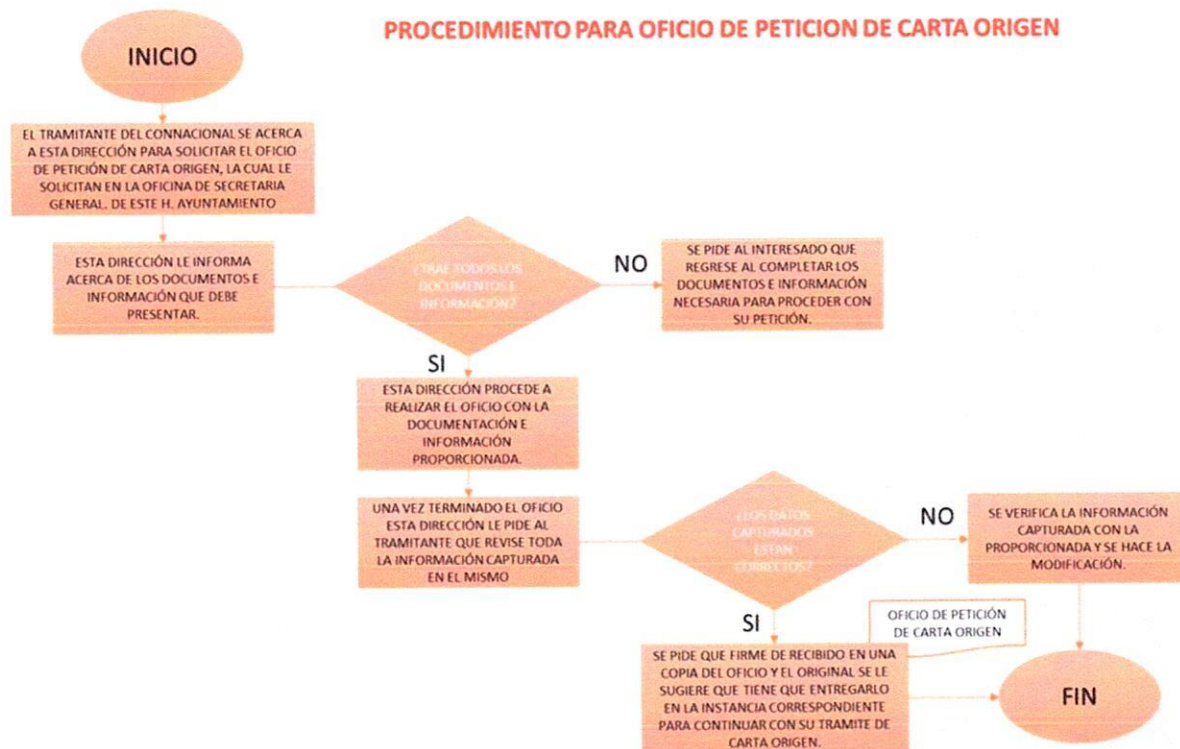 PROCEDIMIENTO PARA OFICIO DE PETICION DE CARTA ORIGEN
INICIO
EL TRAMITANTE DEL CONNACIONAL SE ACERCA
A ESTA DIRECCIÓN PARA SOLICITAR EL OFICIO
DE PETICIÓN DE CARTA ORIGEN, LA CUAL LE
SOLICITAN EN LA OFICINA DE SECRETARIA
GENERAL. DE ESTE H. AYUNTAMIENTO
ESTA DIRECCIÓN LE INFORMA
ACERCA DE LOS DOCUMENTOS E
INFORMACIÓN QUE DEBE
PRESENTAR.
¿TRAE TODOS LOS
DOCUMENTOS E
INFORMACIÓN?
NO
SE PIDE AL INTERESADO QUE
REGRESE AL COMPLETAR LOS
DOCUMENTOS E INFORMACIÓN
NECESARIA PARA PROCEDER CON
SU PETICIÓN.
SI
ESTA DIRECCIÓN PROCEDE A
REALIZAR EL OFICIO CON LA
DOCUMENTACIÓN E
INFORMACIÓN
PROPORCIONADA.
UNA VEZ TERMINADO EL OFICIO
ESTA DIRECCIÓN LE PIDE AL
TRAMITANTE QUE REVISE TODA
LA INFORMACIÓN CAPTURADA
EN EL MISMO
¿LOS DATOS
CAPTURADOS
ESTAN
CORRECTOS?
NO
SE VERIFICA LA INFORMACIÓN
CAPTURADA CON LA
PROPORCIONADA Y SE HACE LA
MODIFICACIÓN.
SI
OFICIO DE PETICIÓN
DE CARTA ORIGEN
SE PIDE QUE FIRME DE RECIBIDO EN UNA
COPIA DEL OFICIO Y EL ORIGINAL SE LE
SUGIERE QUE TIENE QUE ENTREGARLO
EN LA INSTANCIA CORRESPONDIENTE
PARA CONTINUAR CON SU TRAMITE DE
CARTA ORIGEN.
FIN